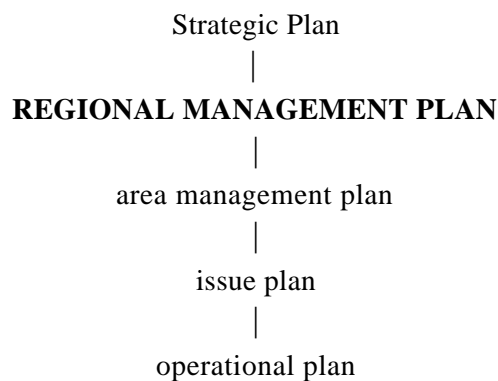 Strategic Plan
REGIONAL MANAGEMENT PLAN
area management plan
issue plan
operational plan